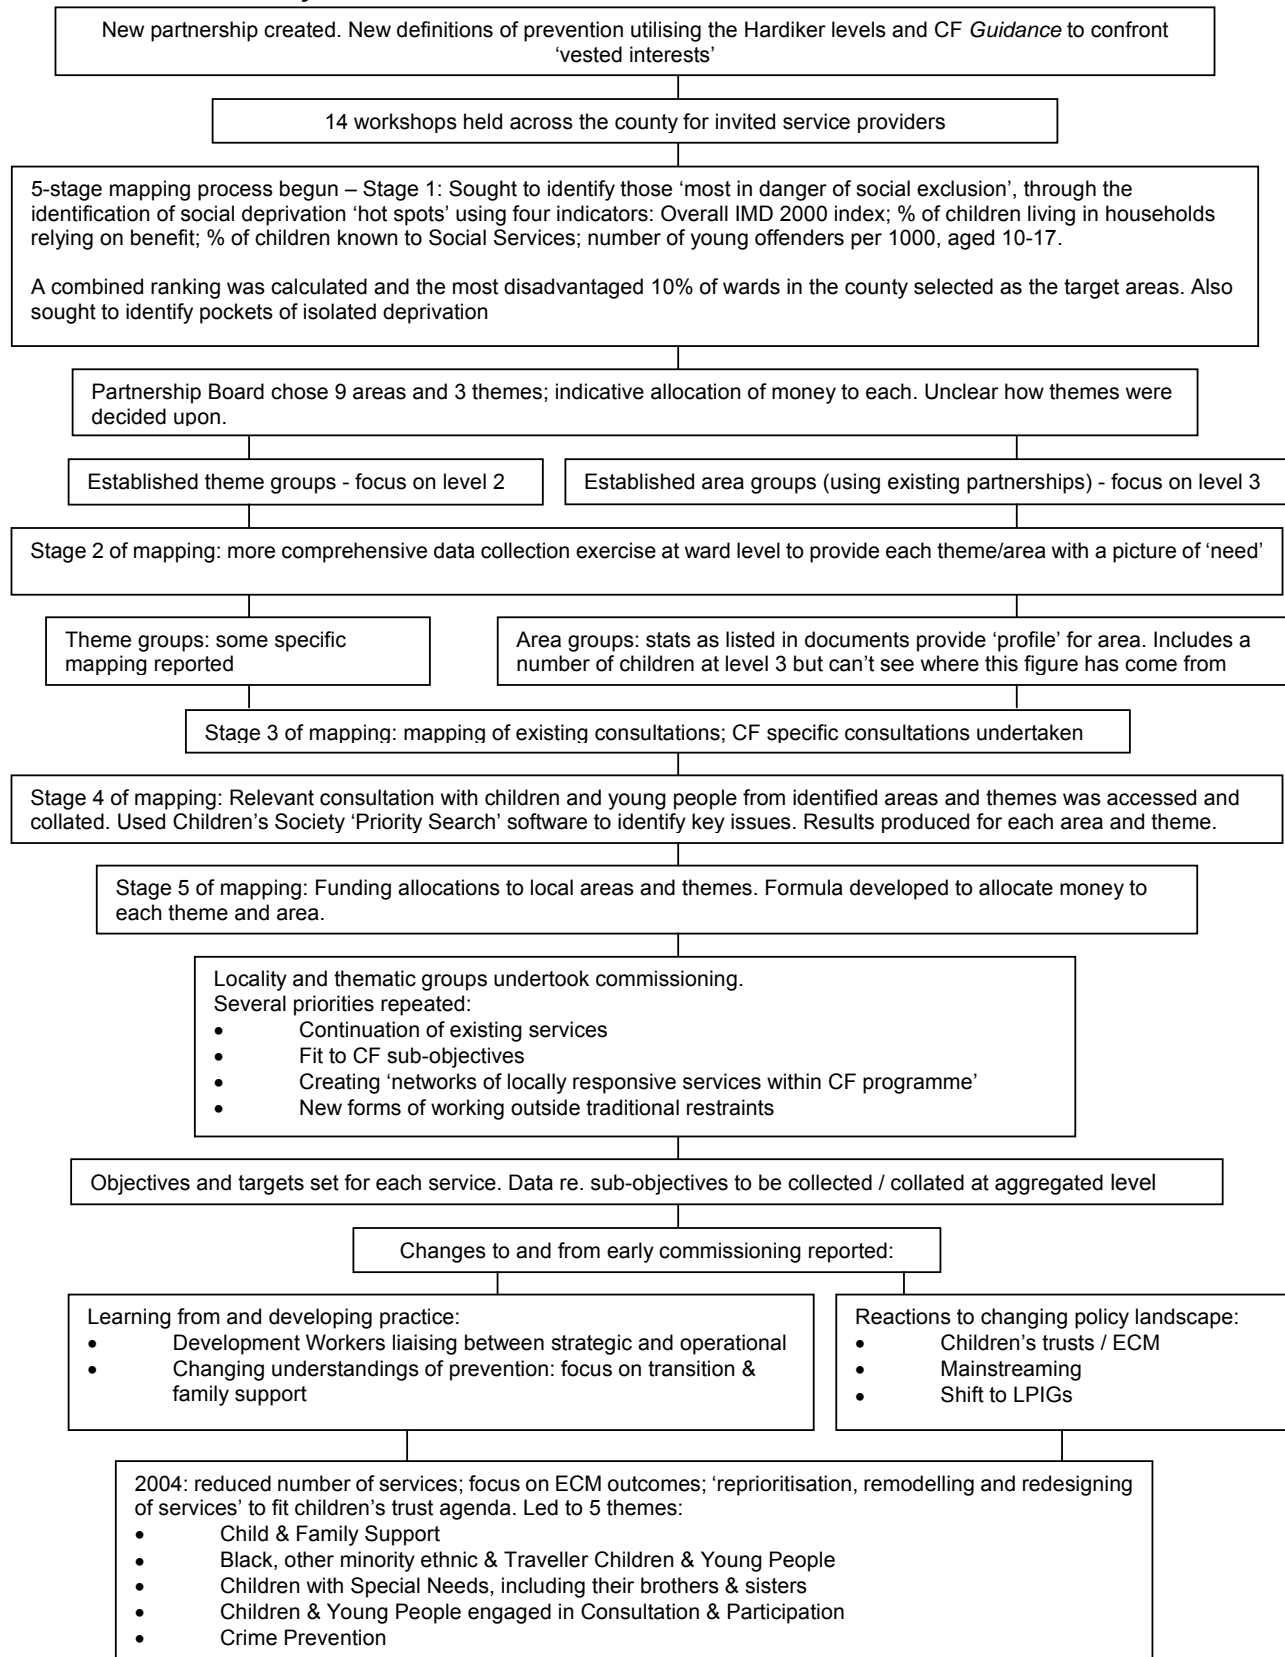 New partnership created. New definitions of prevention utilising the Hardiker levels and CF Guidance to confront
‘vested interests’
14 workshops held across the county for invited service providers
5-stage mapping process begun – Stage 1: Sought to identify those ‘most in danger of social exclusion’, through the
identification of social deprivation ‘hot spots’ using four indicators: Overall IMD 2000 index; % of children living in households
relying on benefit; % of children known to Social Services; number of young offenders per 1000, aged 10-17.
A combined ranking was calculated and the most disadvantaged 10% of wards in the county selected as the target areas. Also
sought to identify pockets of isolated deprivation
Partnership Board chose 9 areas and 3 themes; indicative allocation of money to each. Unclear how themes were
decided upon.
Established theme groups - focus on level 2
Established area groups (using existing partnerships) - focus on level 3
Stage 2 of mapping: more comprehensive data collection exercise at ward level to provide each theme/area with a picture of ‘need’
Theme groups: some specific
mapping reported
Area groups: stats as listed in documents provide ‘profile’ for area. Includes a
number of children at level 3 but can’t see where this figure has come from
Stage 3 of mapping: mapping of existing consultations; CF specific consultations undertaken
Stage 4 of mapping: Relevant consultation with children and young people from identified areas and themes was accessed and
collated. Used Children’s Society ‘Priority Search’ software to identify key issues. Results produced for each area and theme.
Stage 5 of mapping: Funding allocations to local areas and themes. Formula developed to allocate money to
each theme and area.
Locality and thematic groups undertook commissioning.
Several priorities repeated:
• Continuation of existing services
• Fit to CF sub-objectives
• Creating ‘networks of locally responsive services within CF programme’
• New forms of working outside traditional restraints
Objectives and targets set for each service. Data re. sub-objectives to be collected / collated at aggregated level
Changes to and from early commissioning reported:
Learning from and developing practice:
• Development Workers liaising between strategic and operational
• Changing understandings of prevention: focus on transition &
family support
Reactions to changing policy landscape:
• Children’s trusts / ECM
• Mainstreaming
• Shift to LPIGs
2004: reduced number of services; focus on ECM outcomes; ‘reprioritisation, remodelling and redesigning
of services’ to fit children’s trust agenda. Led to 5 themes:
• Child & Family Support
• Black, other minority ethnic & Traveller Children & Young People
• Children with Special Needs, including their brothers & sisters
• Children & Young People engaged in Consultation & Participation
• Crime Prevention